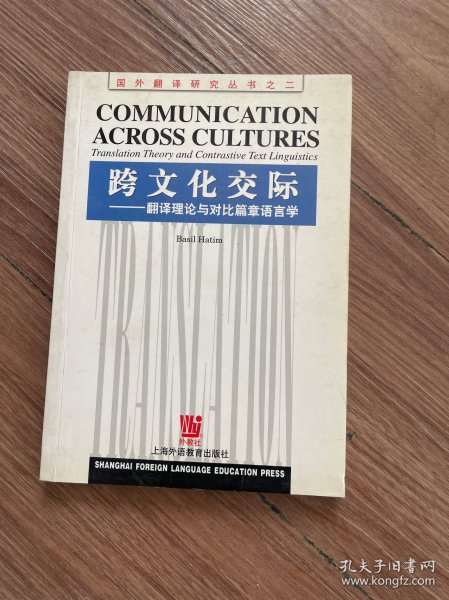 国外翻译研究丛书之二
COMMUNICATION
ACROSS CULTURES
Translation Theory and Contrastive Text Linguistics
跨文化交际
——翻译理论与对比篇章语言学
Basil Hatim
TRANSLATION
外教社
上海外语教育出版社
SHANGHAI FOREIGN LANGUAGE EDUCATION PRESS
孔夫子旧书网
www.kongfz.com